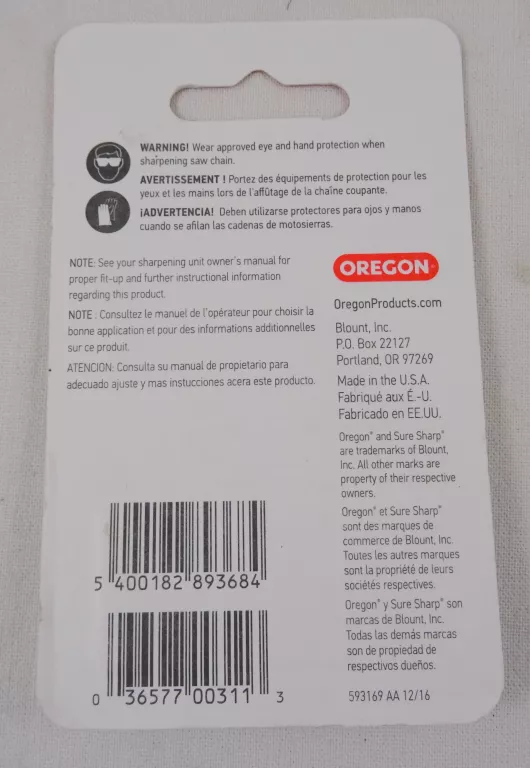 WARNING! Wear approved eye and hand protection when
sharpening saw chain.
AVERTISSEMENT ! Portez des équipements de protection pour les
yeux et les mains lors de l'affûtage de la chaîne coupante.
¡ADVERTENCIA! Deben utilizarse protectores para ojos y manos
cuando se afilan las cadenas de motosierras.
NOTE: See your sharpening unit owner's manual for
proper fit-up and further instructional information
regarding this product.
NOTE : Consultez le manuel de l'opérateur pour choisir la
bonne application et pour des informations additionnelles
sur ce produit.
ATENCION: Consulta su manual de propietario para
adecuado ajuste y mas instucciones acera este producto.
OREGON®
OregonProducts.com
Blount, Inc.
P.O. Box 22127
Portland, OR 97269
Made in the U.S.A.
Fabriqué aux É.-U.
Fabricado en EE.UU.
Oregon® and Sure Sharp®
are trademarks of Blount,
Inc. All other marks are
property of their respective
owners.
Oregon® et Sure Sharp®
sont des marques de
commerce de Blount, Inc.
Toutes les autres marques
sont la propriété de leurs
sociétés respectives.
Oregon® y Sure Sharp® son
marcas de Blount, Inc.
Todas las demás marcas
son de propiedad de
respectivos dueños.
593169 AA 12/16
5 400182 893684
0 36577 00311 3